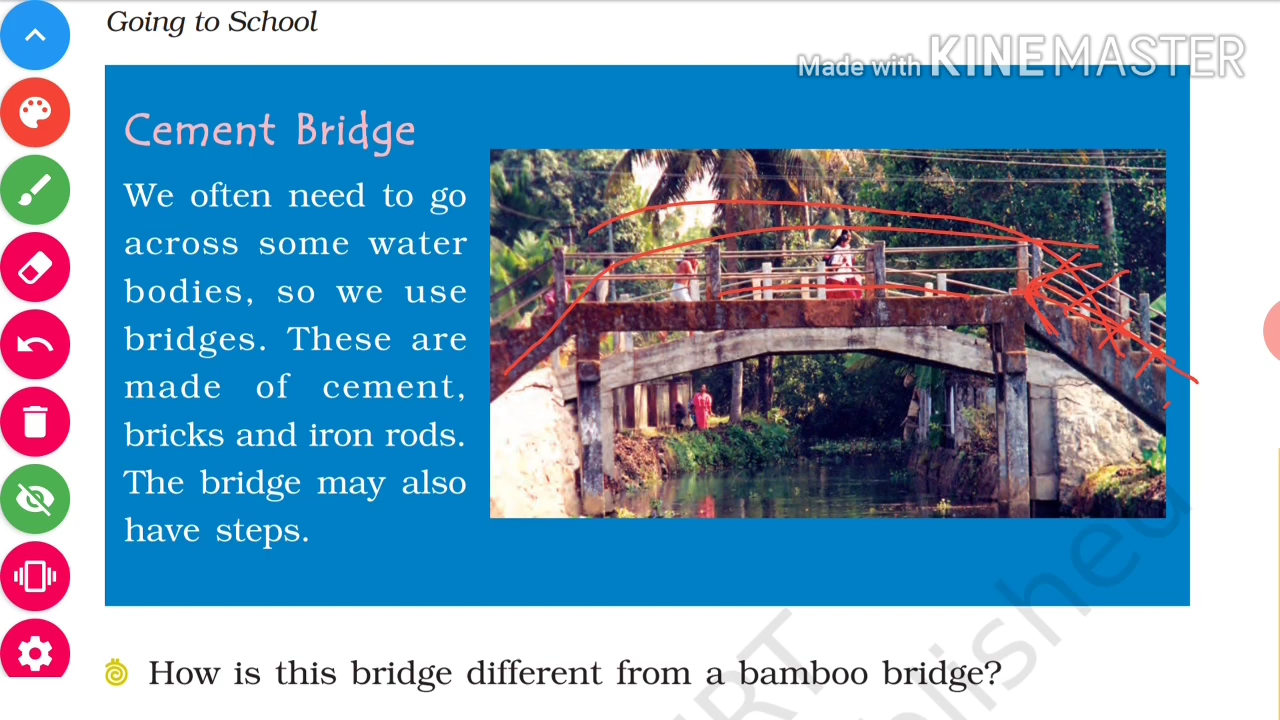 Going to School
Made with KINEMASTER
Cement Bridge
We often need to go
across some water
bodies, so we use
bridges. These are
made of cement,
bricks and iron rods.
The bridge may also
have steps.
How is this bridge different from a bamboo bridge?